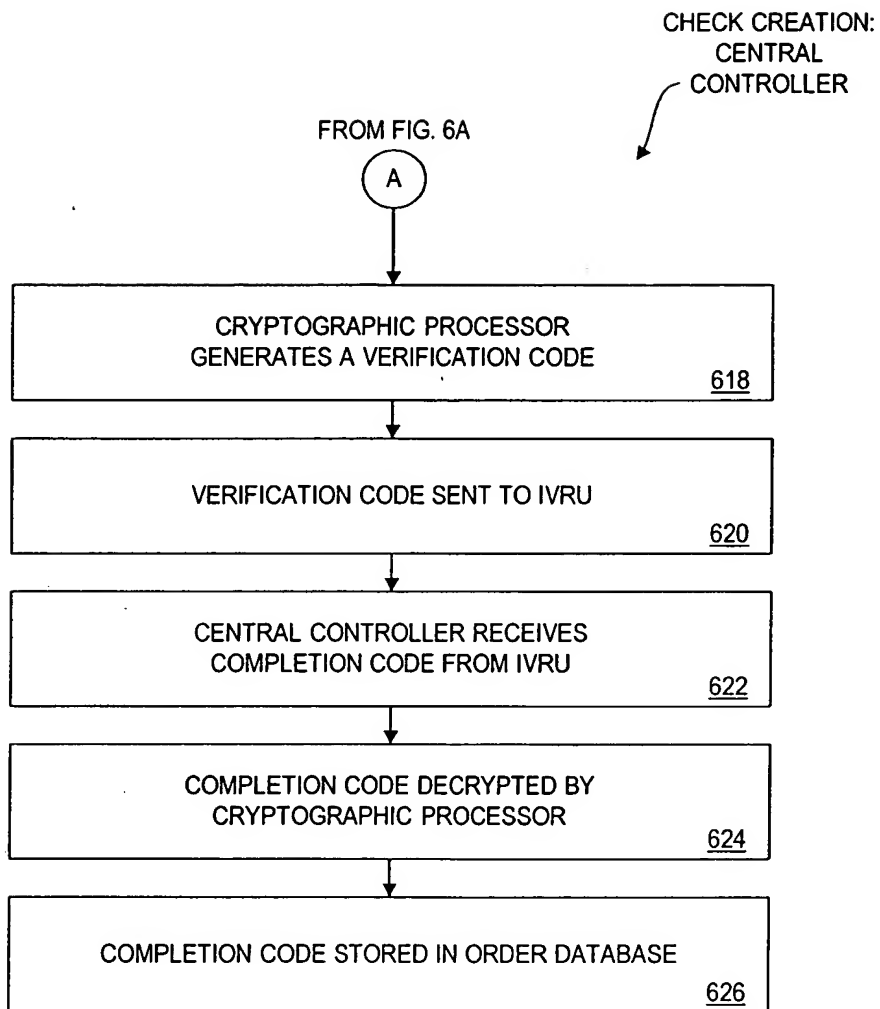 CHECK CREATION:
CENTRAL
CONTROLLER
FROM FIG. 6A
A
CRYPTOGRAPHIC PROCESSOR
GENERATES A VERIFICATION CODE
618
VERIFICATION CODE SENT TO IVRU
620
CENTRAL CONTROLLER RECEIVES
COMPLETION CODE FROM IVRU
622
COMPLETION CODE DECRYPTED BY
CRYPTOGRAPHIC PROCESSOR
624
COMPLETION CODE STORED IN ORDER DATABASE
626